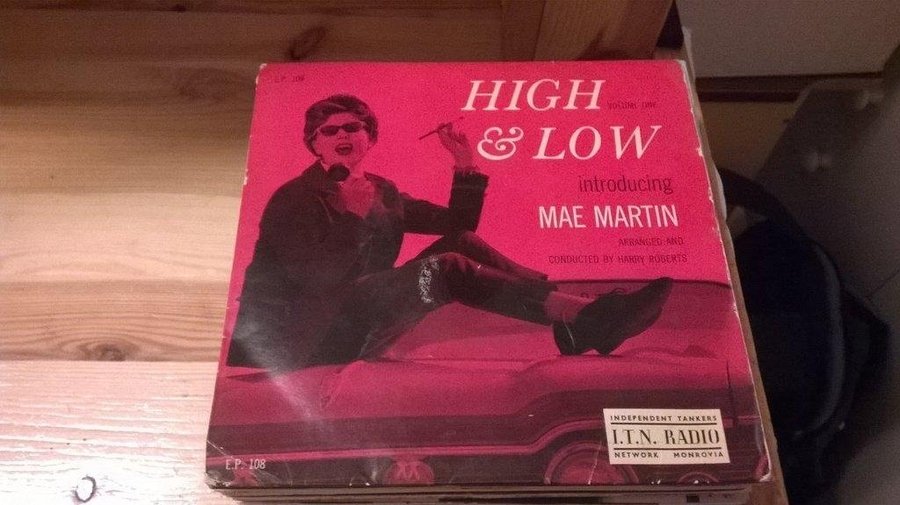 E.P. 108
HIGH VOLUME ONE
& LOW
introducing
MAE MARTIN
ARRANGED AND
CONDUCTED BY HARRY ROBERTS
INDEPENDENT TANKERS
I.T.N. RADIO
NETWORK MONROVIA
E.P. 108